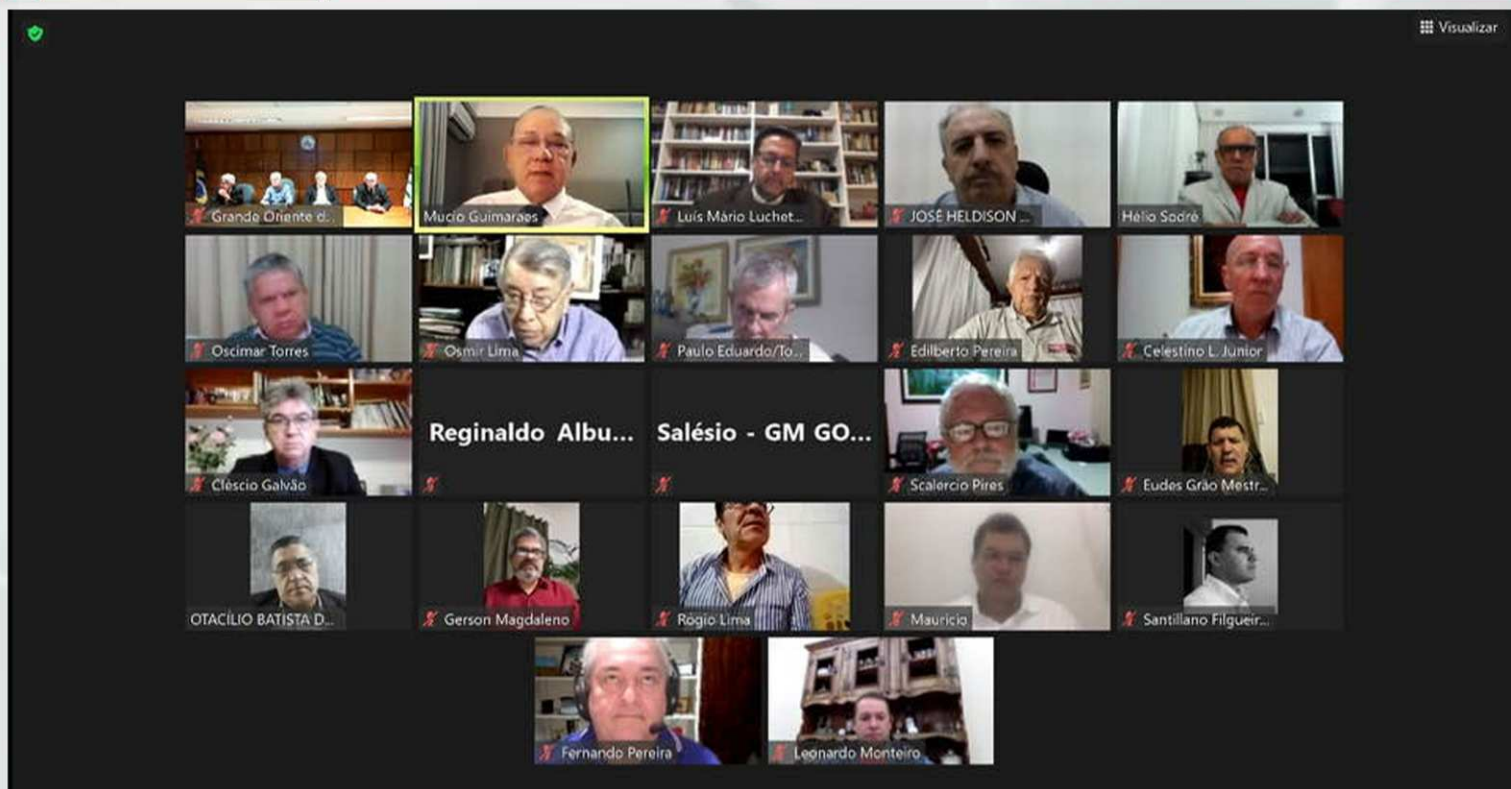 Visualizar
Grande Oriente d...
Mucio Guimaraes
Luís Mário Luchet...
JOSÉ HELDISON ...
Hélio Sodré
Oscimar Torres
Osmir Lima
Paulo Eduardo/To...
Edilberto Pereira
Celestino L. Junior
Cléscio Galvão
Reginaldo Albu...
Salésio - GM GO...
Scalercio Pires
Eudes Grão Mestr...
OTACÍLIO BATISTA D...
Gerson Magdaleno
Rógio Lima
Mauricio
Santillano Filgueir...
Fernando Pereira
Leonardo Monteiro